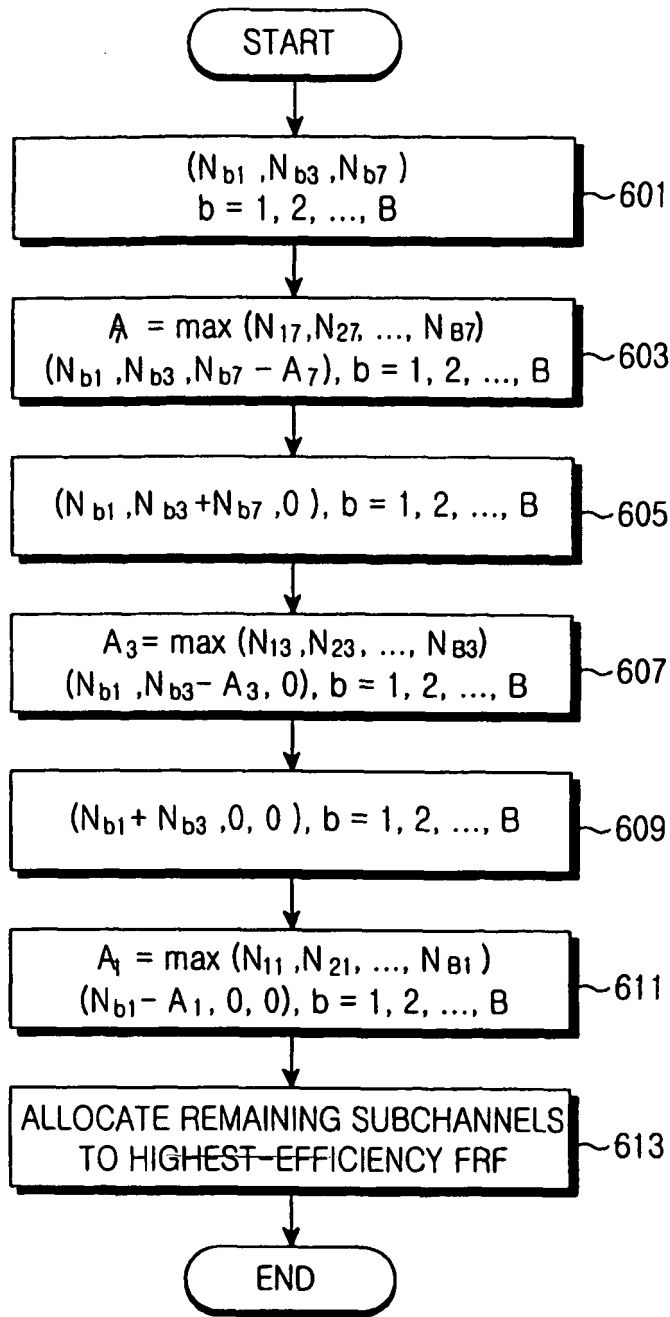 START
(N_b1 ,N_b3 ,N_b7 )
b = 1, 2, ..., B
601
A_7 = max (N_17,N_27, ..., N_B7)
(N_b1 ,N_b3 ,N_b7 - A_7), b = 1, 2, ..., B
603
(N_b1 ,N_b3+N_b7 ,0 ), b = 1, 2, ..., B
605
A_3 = max (N_13 ,N_23, ..., N_B3)
(N_b1 ,N_b3- A_3, 0), b = 1, 2, ..., B
607
(N_b1+ N_b3 ,0, 0 ), b = 1, 2, ..., B
609
A_1 = max (N_11 ,N_21, ..., N_B1)
(N_b1- A_1, 0, 0), b = 1, 2, ..., B
611
ALLOCATE REMAINING SUBCHANNELS
TO HIGHEST-EFFICIENCY FRF
613
END